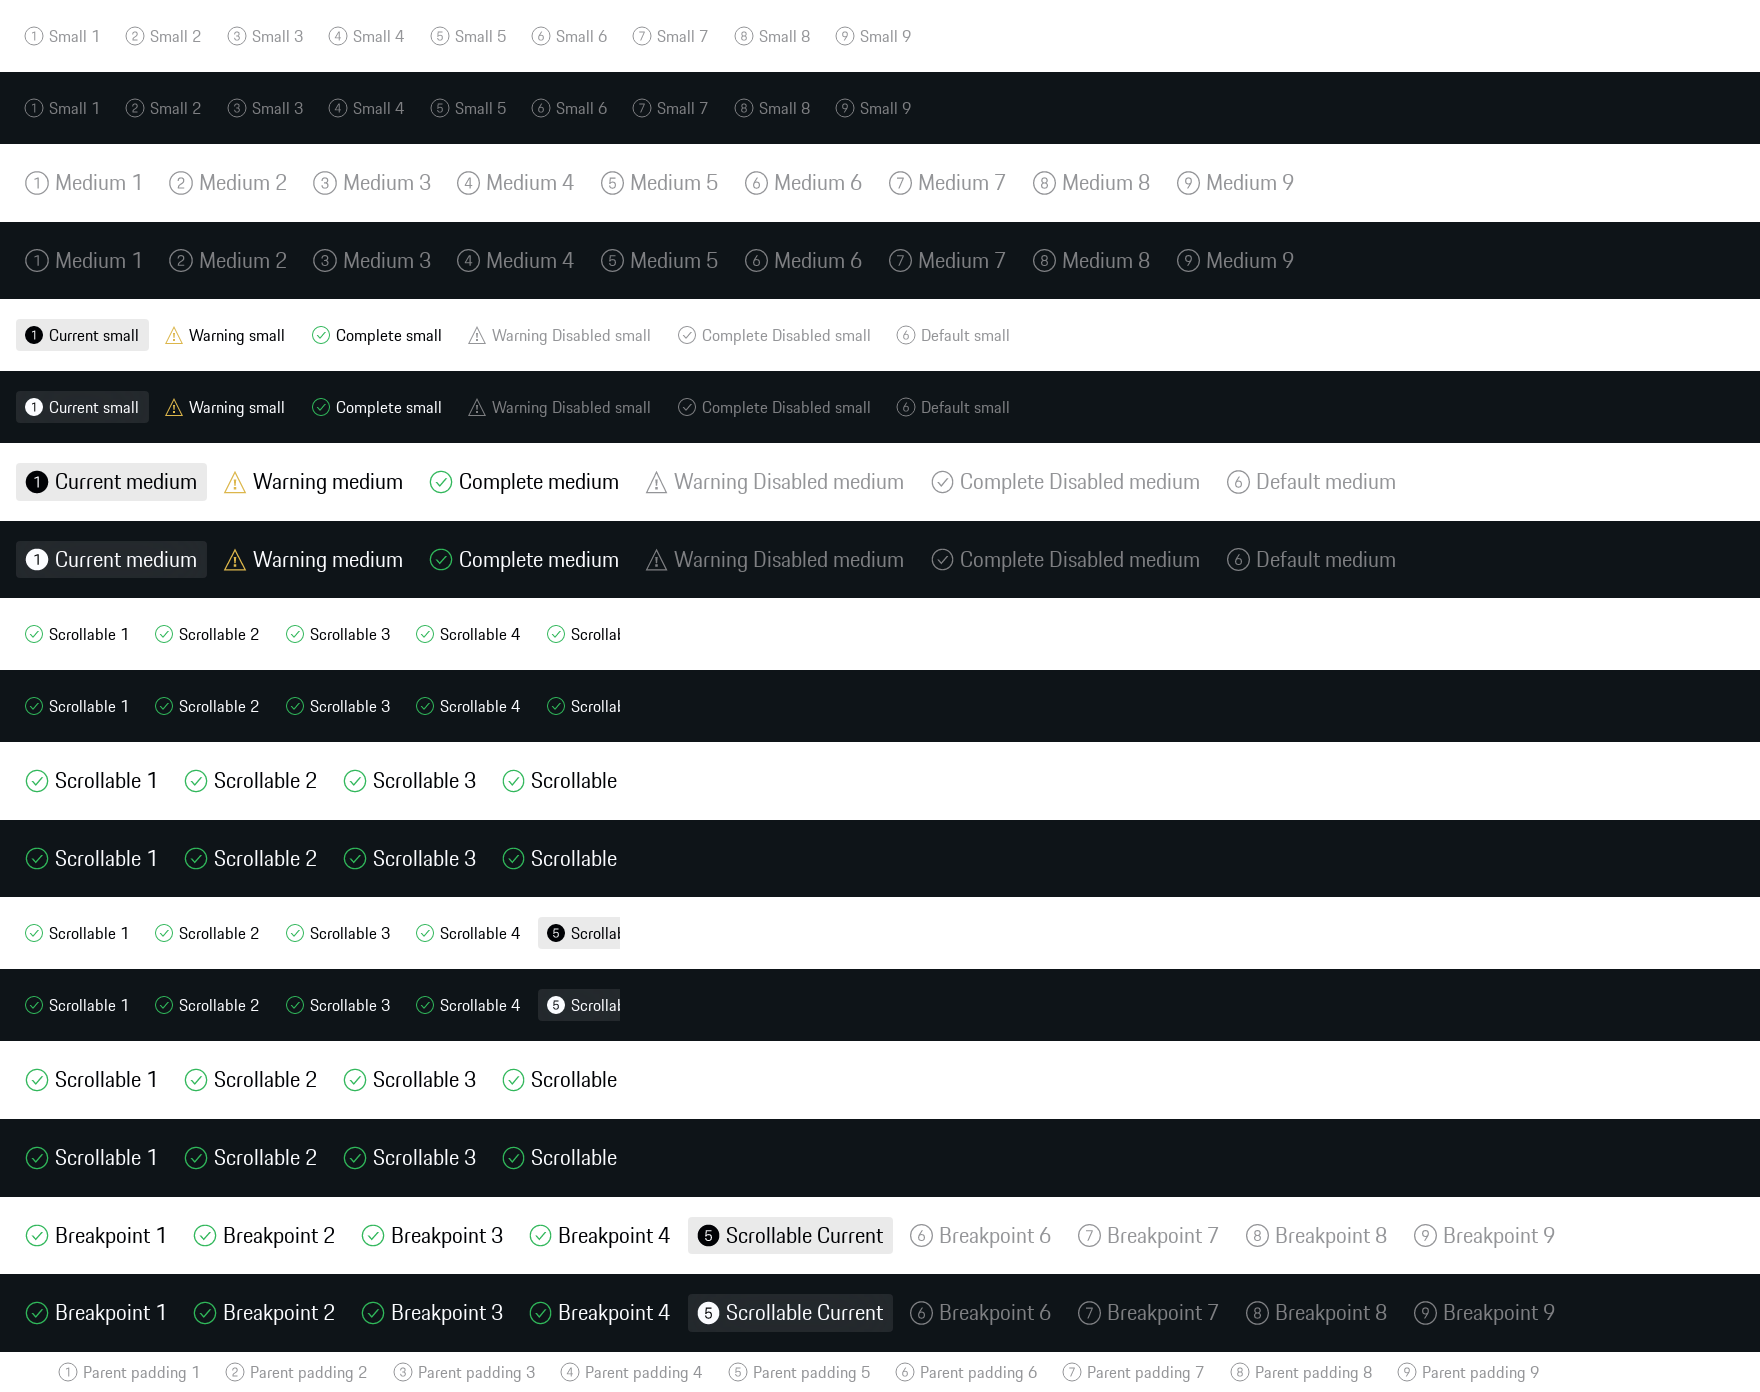 1 Small 1 2 Small 2 3 Small 3 4 Small 4 5 Small 5 6 Small 6 7 Small 7 8 Small 8 9 Small 9
1 Small 1 2 Small 2 3 Small 3 4 Small 4 5 Small 5 6 Small 6 7 Small 7 8 Small 8 9 Small 9
1 Medium 1 2 Medium 2 3 Medium 3 4 Medium 4 5 Medium 5 6 Medium 6 7 Medium 7 8 Medium 8 9 Medium 9
1 Medium 1 2 Medium 2 3 Medium 3 4 Medium 4 5 Medium 5 6 Medium 6 7 Medium 7 8 Medium 8 9 Medium 9
1 Current small Warning small Complete small Warning Disabled small Complete Disabled small 6 Default small
1 Current small Warning small Complete small Warning Disabled small Complete Disabled small 6 Default small
1 Current medium Warning medium Complete medium Warning Disabled medium Complete Disabled medium 6 Default medium
1 Current medium Warning medium Complete medium Warning Disabled medium Complete Disabled medium 6 Default medium
Scrollable 1 Scrollable 2 Scrollable 3 Scrollable 4 Scrollab
Scrollable 1 Scrollable 2 Scrollable 3 Scrollable 4 Scrollab
Scrollable 1 Scrollable 2 Scrollable 3 Scrollable
Scrollable 1 Scrollable 2 Scrollable 3 Scrollable
Scrollable 1 Scrollable 2 Scrollable 3 Scrollable 4 5 Scrollab
Scrollable 1 Scrollable 2 Scrollable 3 Scrollable 4 5 Scrollab
Scrollable 1 Scrollable 2 Scrollable 3 Scrollable
Scrollable 1 Scrollable 2 Scrollable 3 Scrollable
Breakpoint 1 Breakpoint 2 Breakpoint 3 Breakpoint 4 5 Scrollable Current 6 Breakpoint 6 7 Breakpoint 7 8 Breakpoint 8 9 Breakpoint 9
Breakpoint 1 Breakpoint 2 Breakpoint 3 Breakpoint 4 5 Scrollable Current 6 Breakpoint 6 7 Breakpoint 7 8 Breakpoint 8 9 Breakpoint 9
1 Parent padding 1 2 Parent padding 2 3 Parent padding 3 4 Parent padding 4 5 Parent padding 5 6 Parent padding 6 7 Parent padding 7 8 Parent padding 8 9 Parent padding 9